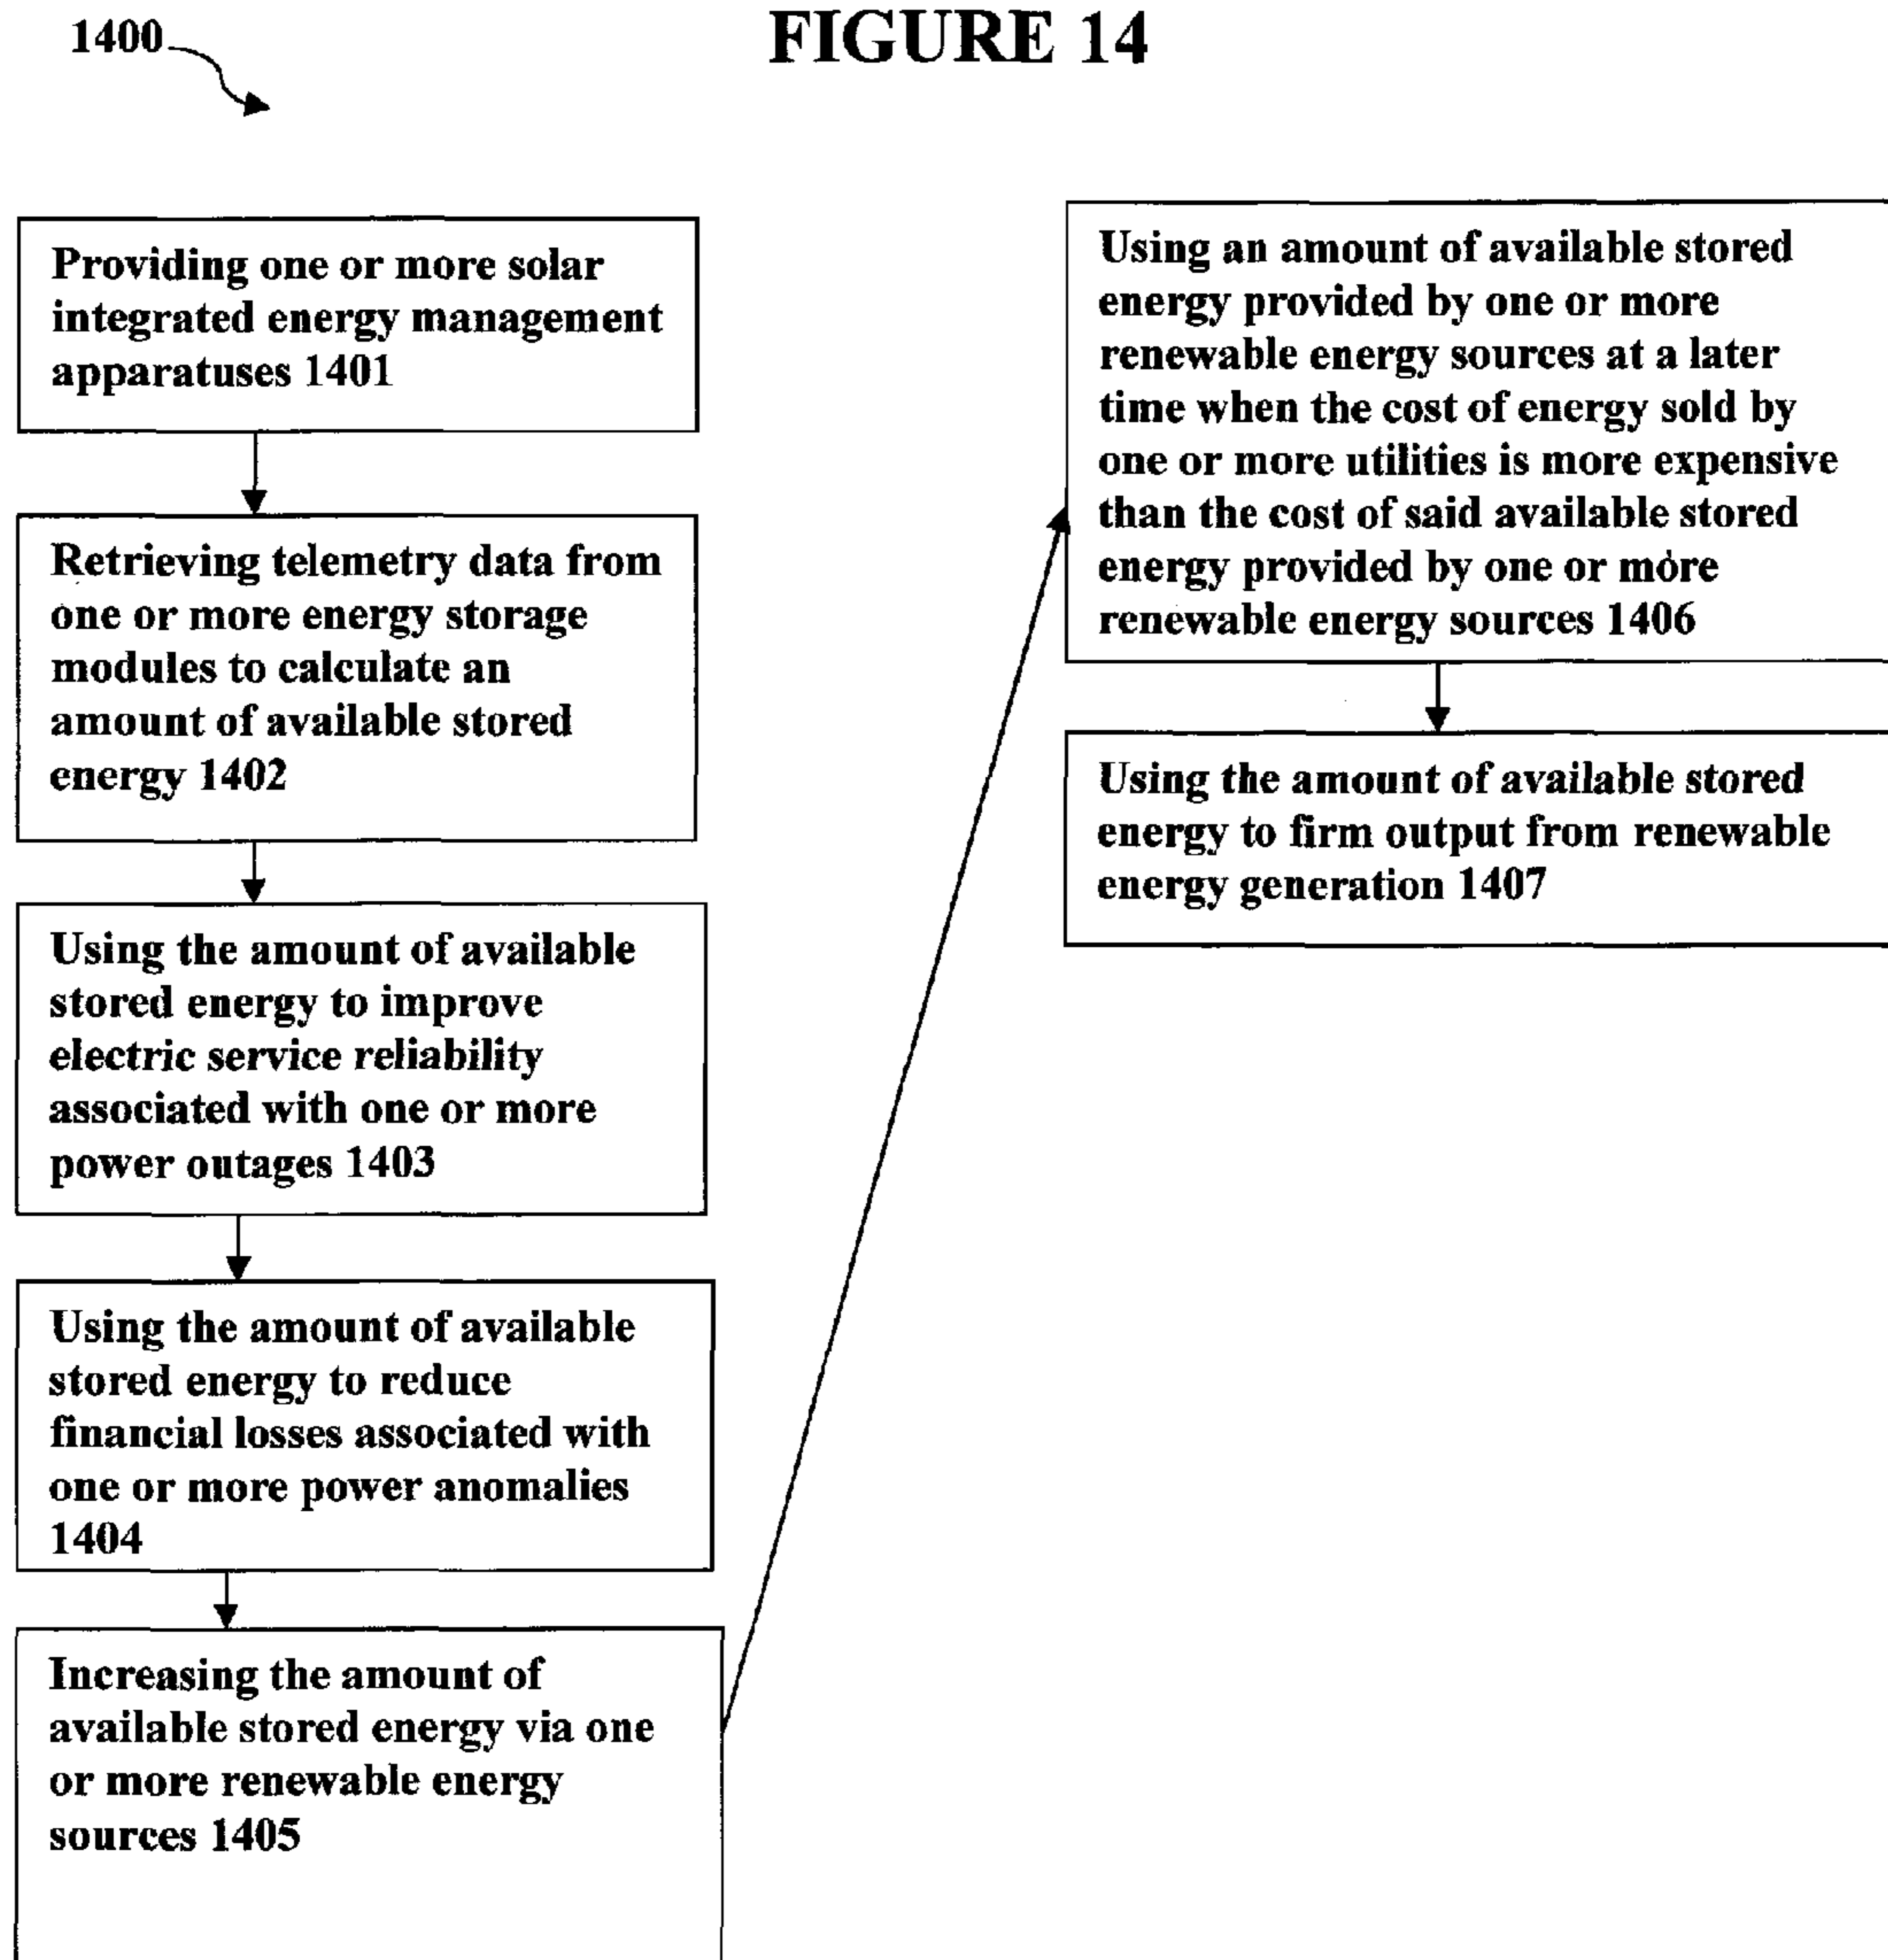 1400
FIGURE 14
Providing one or more solar
integrated energy management
apparatuses 1401
Retrieving telemetry data from
one or more energy storage
modules to calculate an
amount of available stored
energy 1402
Using the amount of available
stored energy to improve
electric service reliability
associated with one or more
power outages 1403
Using the amount of available
stored energy to reduce
financial losses associated with
one or more power anomalies
1404
Increasing the amount of
available stored energy via one
or more renewable energy
sources 1405
Using an amount of available stored
energy provided by one or more
renewable energy sources at a later
time when the cost of energy sold by
one or more utilities is more expensive
than the cost of said available stored
energy provided by one or more
renewable energy sources 1406
Using the amount of available stored
energy to firm output from renewable
energy generation 1407